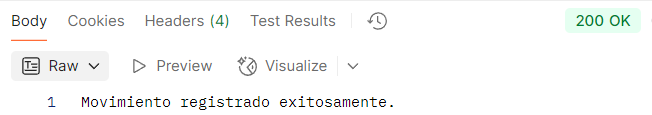 Body Cookies Headers (4) Test Results 200 OK
Raw Preview Visualize
1 Movimiento registrado exitosamente.